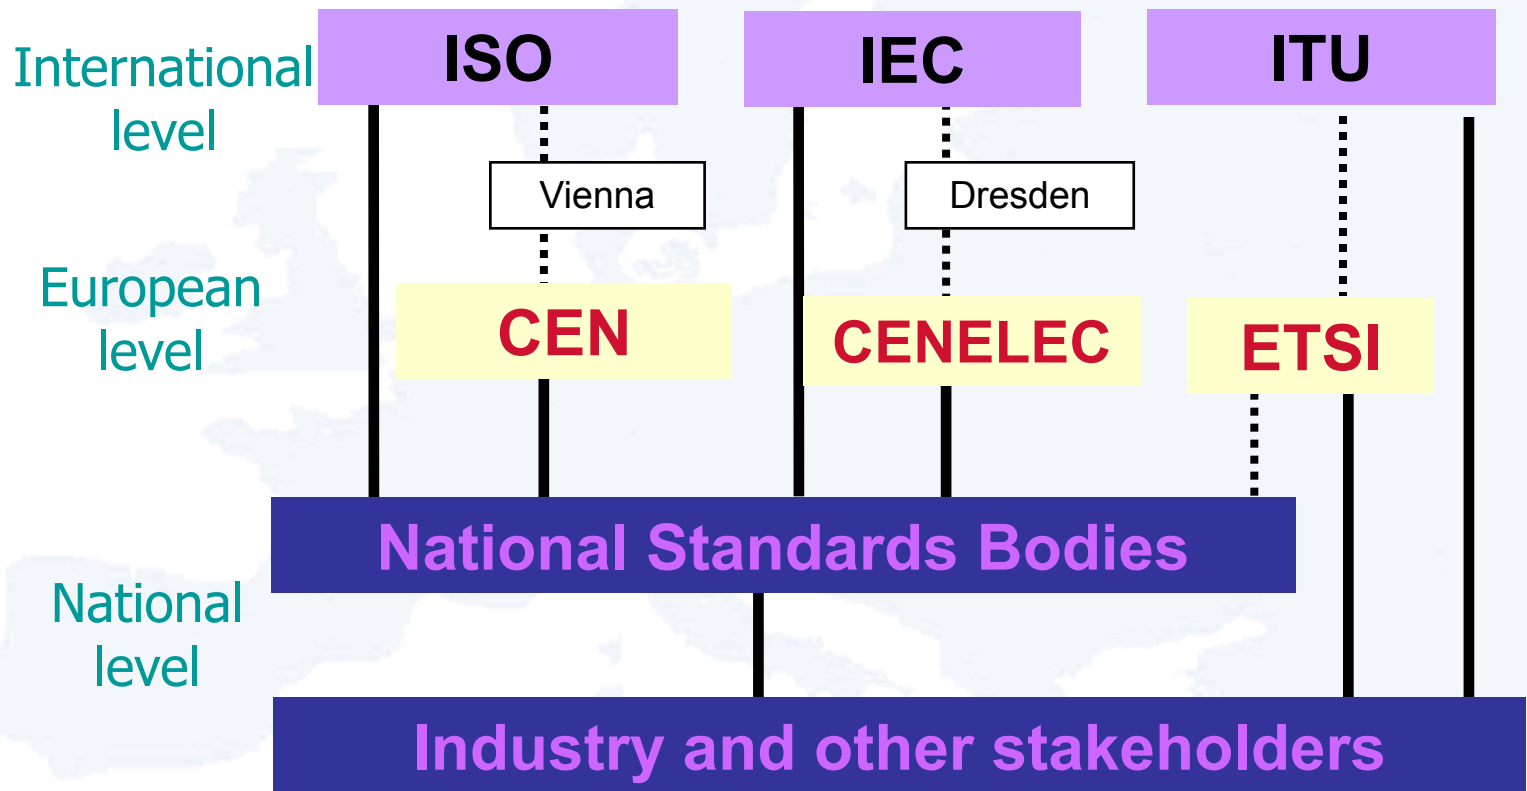 ISO
IEC
ITU
International
level
Vienna
Dresden
European
level
CEN
CENELEC
ETSI
National Standards Bodies
National
level
Industry and other stakeholders